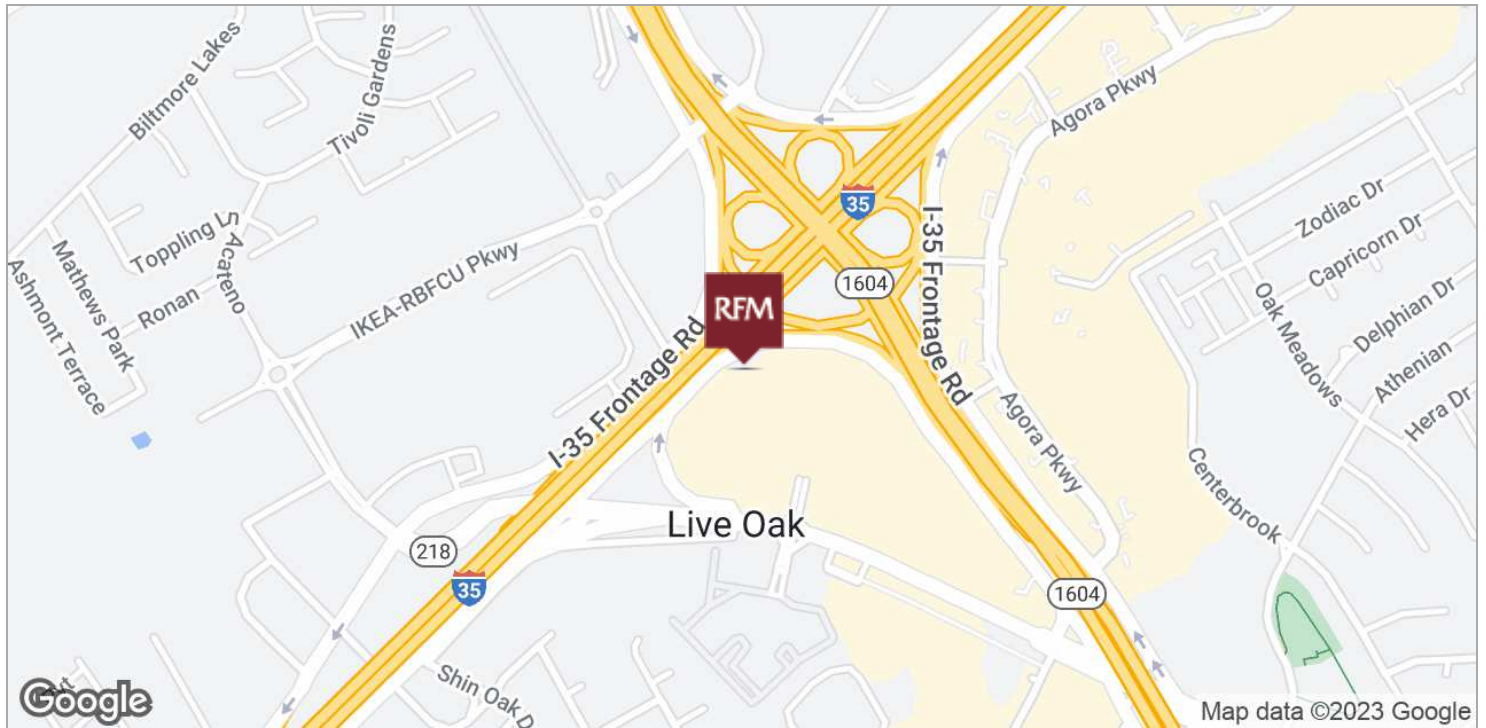 Biltmore Lakes
Tivoli Gardens
Agora Pkwy
35
I-35 Frontage Rd
Zodiac Dr
Capricorn Dr
Delphian Dr
Oak Meadows
Athenian
Hera Dr
Toppling L
S Acateno
Mathews Park
Ashmont Terrace
Ronan
IKEA-RBFCU Pkwy
1604
RFM
I-35 Frontage Rd
Agora Pkwy
Centerbrook
Live Oak
218
35
1604
Shin Oak D
Google
Map data ©2023 Google